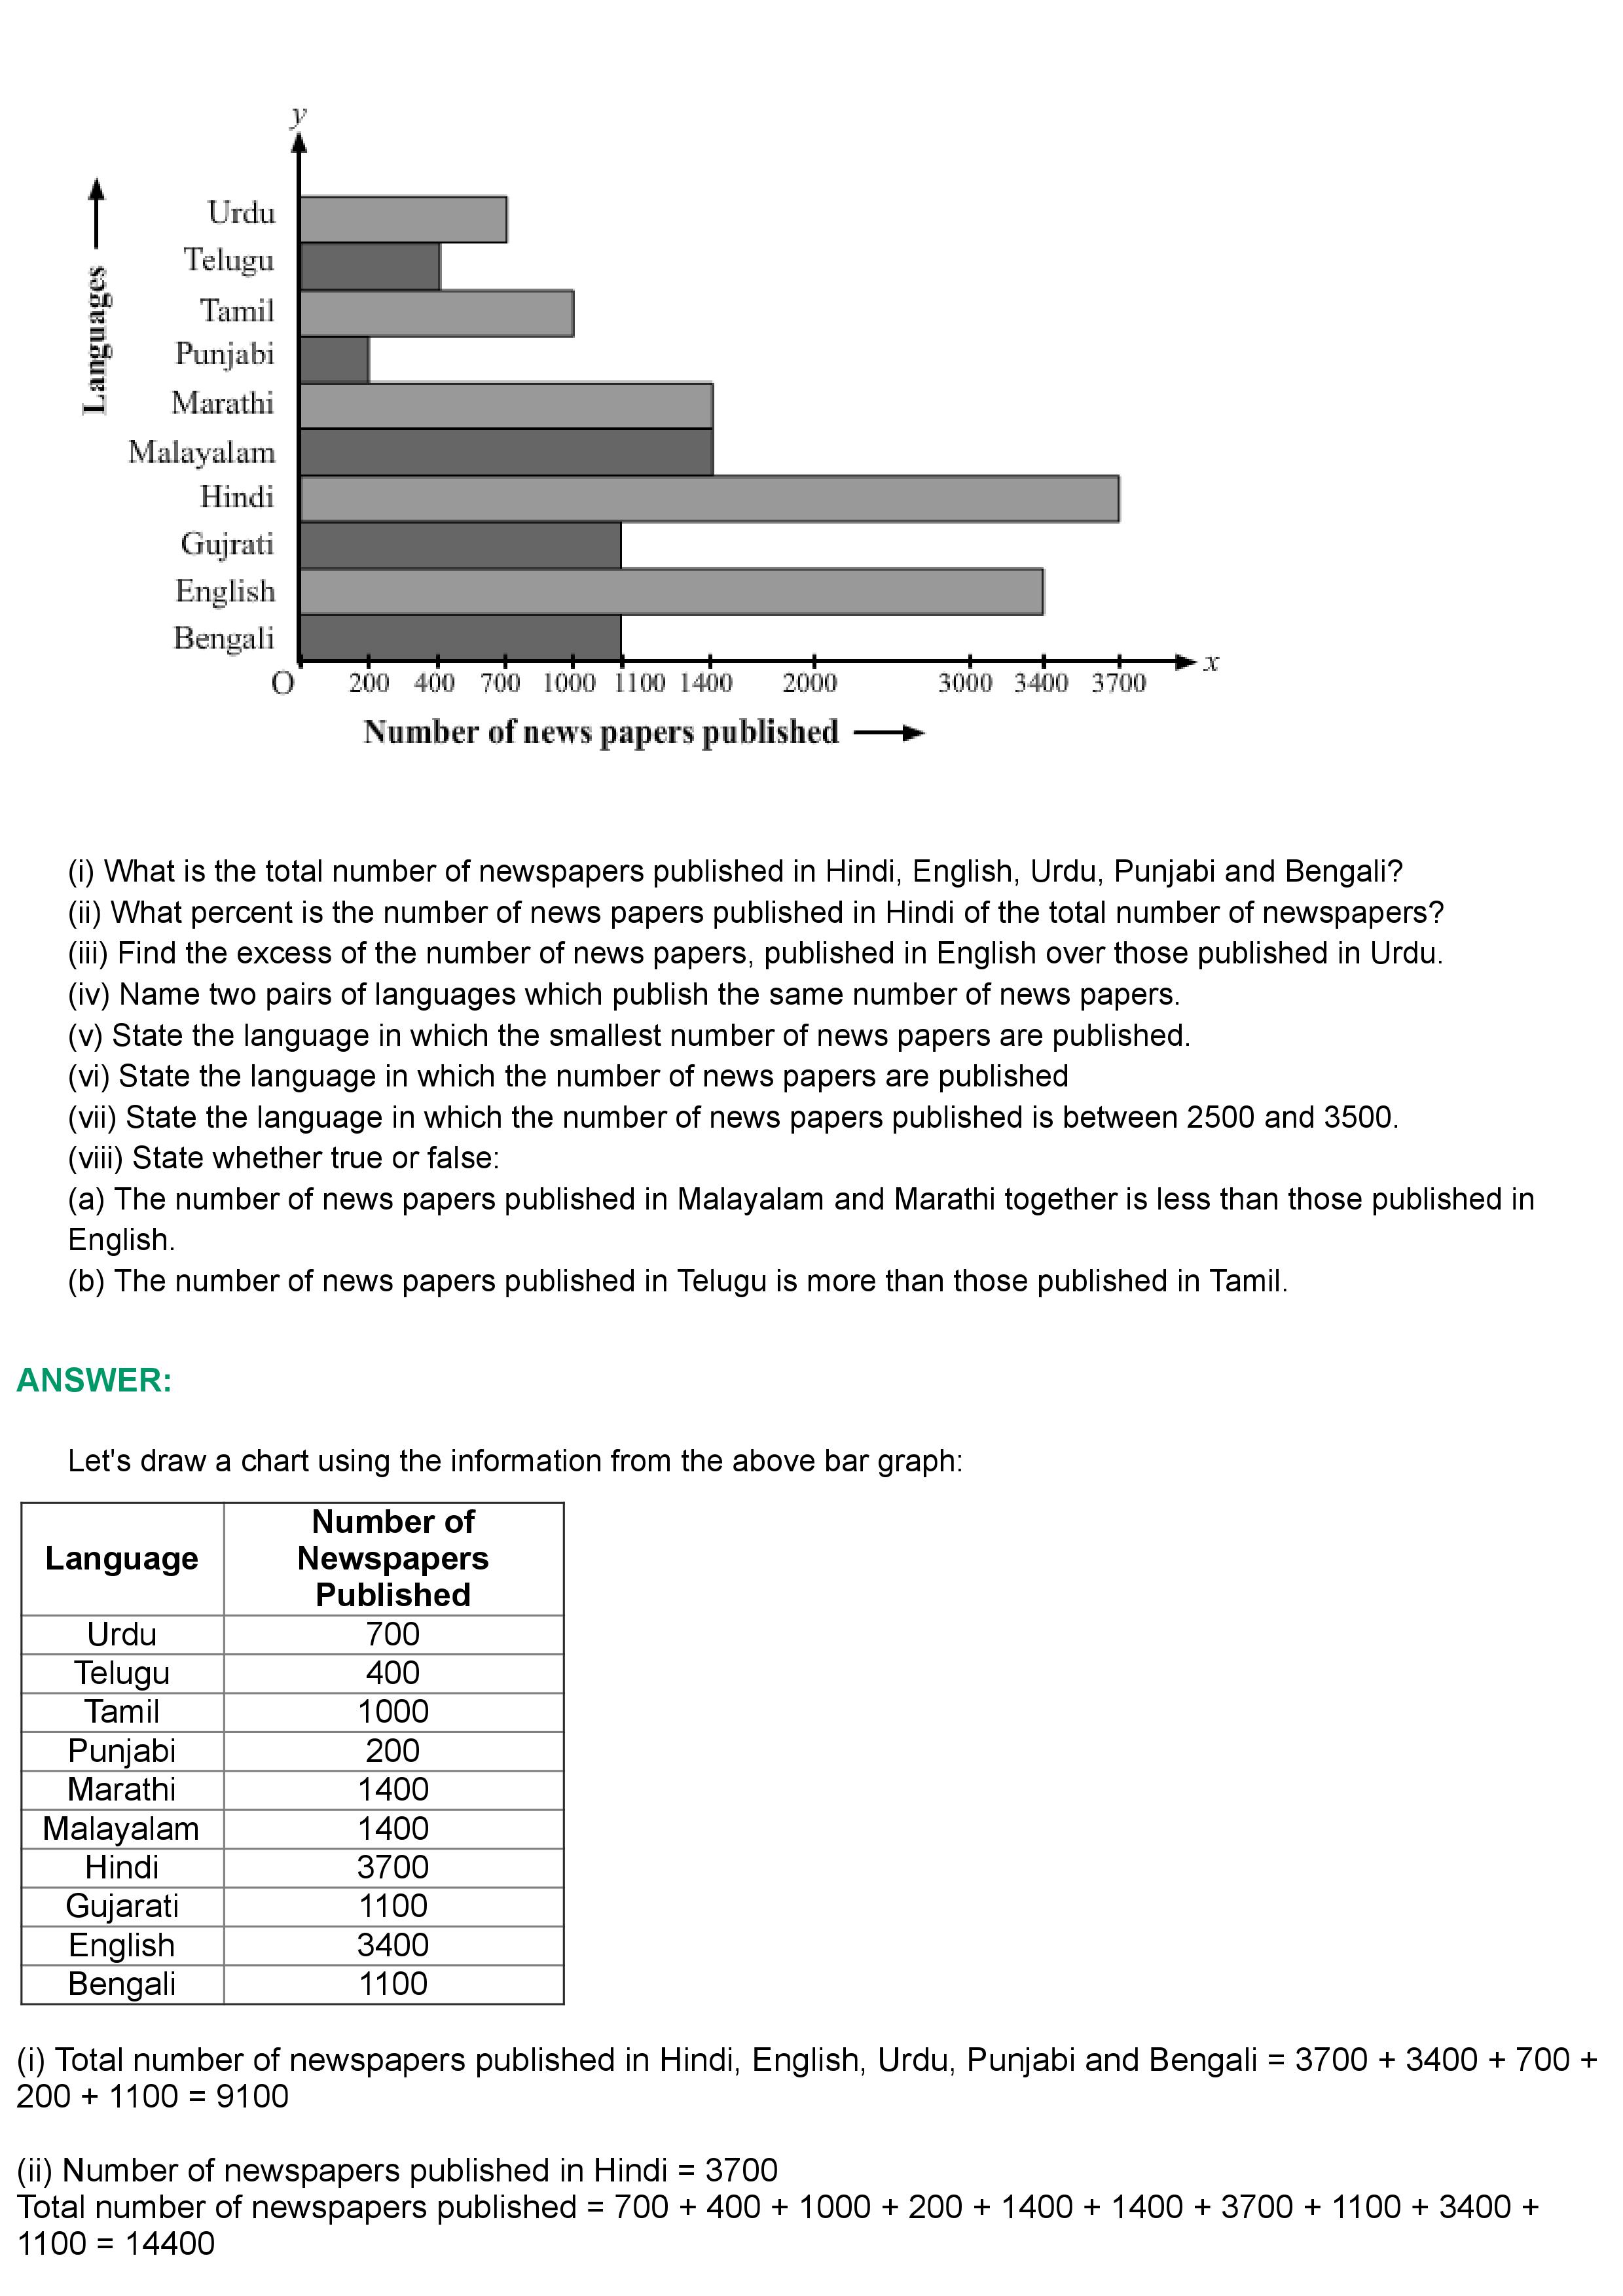 y
Languages
Urdu
Telugu
Tamil
Punjabi
Marathi
Malayalam
Hindi
Gujrati
English
Bengali
O 200 400 700 1000 1100 1400 2000 3000 3400 3700 x
Number of news papers published
(i) What is the total number of newspapers published in Hindi, English, Urdu, Punjabi and Bengali?
(ii) What percent is the number of news papers published in Hindi of the total number of newspapers?
(iii) Find the excess of the number of news papers, published in English over those published in Urdu.
(iv) Name two pairs of languages which publish the same number of news papers.
(v) State the language in which the smallest number of news papers are published.
(vi) State the language in which the number of news papers are published
(vii) State the language in which the number of news papers published is between 2500 and 3500.
(viii) State whether true or false:
(a) The number of news papers published in Malayalam and Marathi together is less than those published in
English.
(b) The number of news papers published in Telugu is more than those published in Tamil.
ANSWER:
Let's draw a chart using the information from the above bar graph:
Language
Number of
Newspapers
Published
Urdu 700
Telugu 400
Tamil 1000
Punjabi 200
Marathi 1400
Malayalam 1400
Hindi 3700
Gujarati 1100
English 3400
Bengali 1100
(i) Total number of newspapers published in Hindi, English, Urdu, Punjabi and Bengali = 3700 + 3400 + 700 +
200 + 1100 = 9100
(ii) Number of newspapers published in Hindi = 3700
Total number of newspapers published = 700 + 400 + 1000 + 200 + 1400 + 1400 + 3700 + 1100 + 3400 +
1100 = 14400